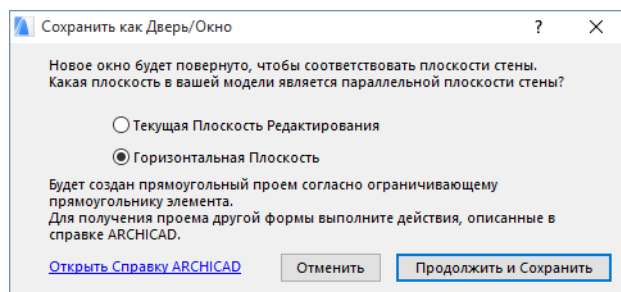 Сохранить как Дверь/Окно
?
Новое окно будет повернуто, чтобы соответствовать плоскости стены.
Какая плоскость в вашей модели является параллельной плоскости стены?
Текущая Плоскость Редактирования
Горизонтальная Плоскость
Будет создан прямоугольный проем согласно ограничивающему
прямоугольнику элемента.
Для получения проема другой формы выполните действия, описанные в
справке ARCHICAD.
Открыть Справку ARCHICAD
Отменить
Продолжить и Сохранить